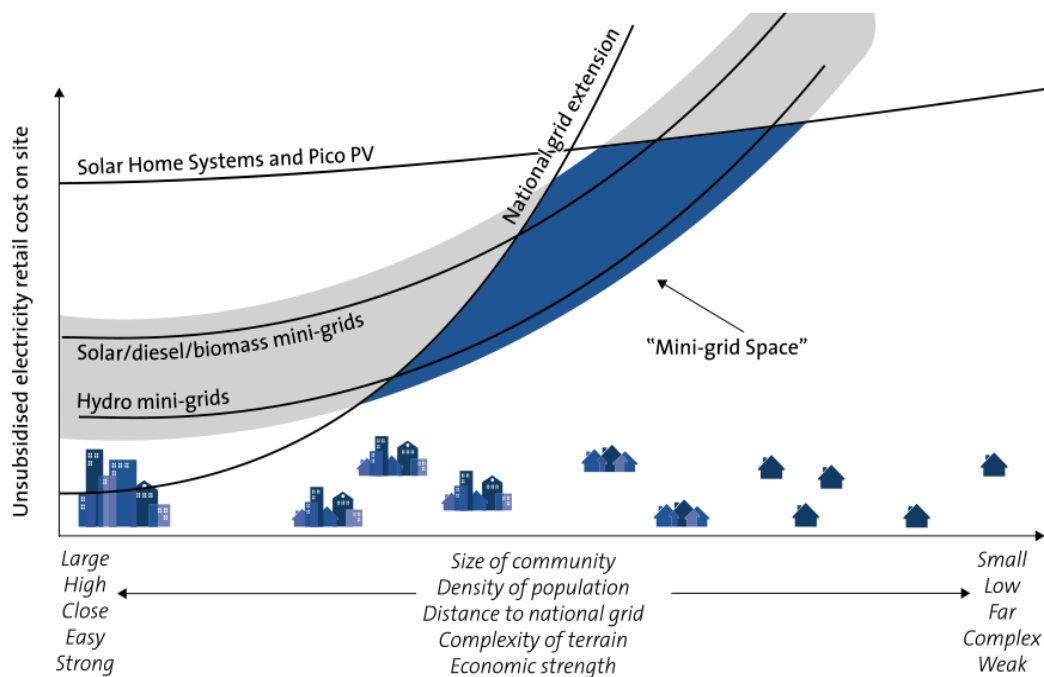 Unsubsidised electricity retail cost on site
National grid extension
Solar Home Systems and Pico PV
Solar/diesel/biomass mini-grids
"Mini-grid Space"
Hydro mini-grids
Large
High
Close
Easy
Strong
Size of community
Density of population
Distance to national grid
Complexity of terrain
Economic strength
Small
Low
Far
Complex
Weak